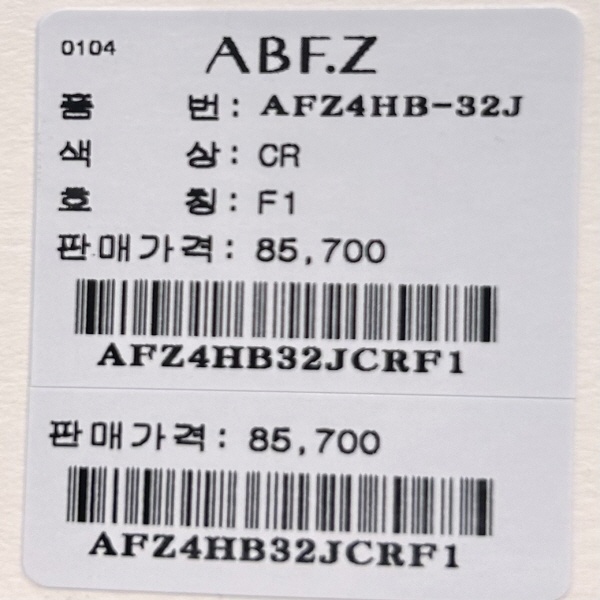 0104 ABF.Z
품 번: AFZ4HB-32J
색 상: CR
호 칭: F1
판매가격: 85,700
AFZ4HB32JCRF1
판매가격: 85,700
AFZ4HB32JCRF1